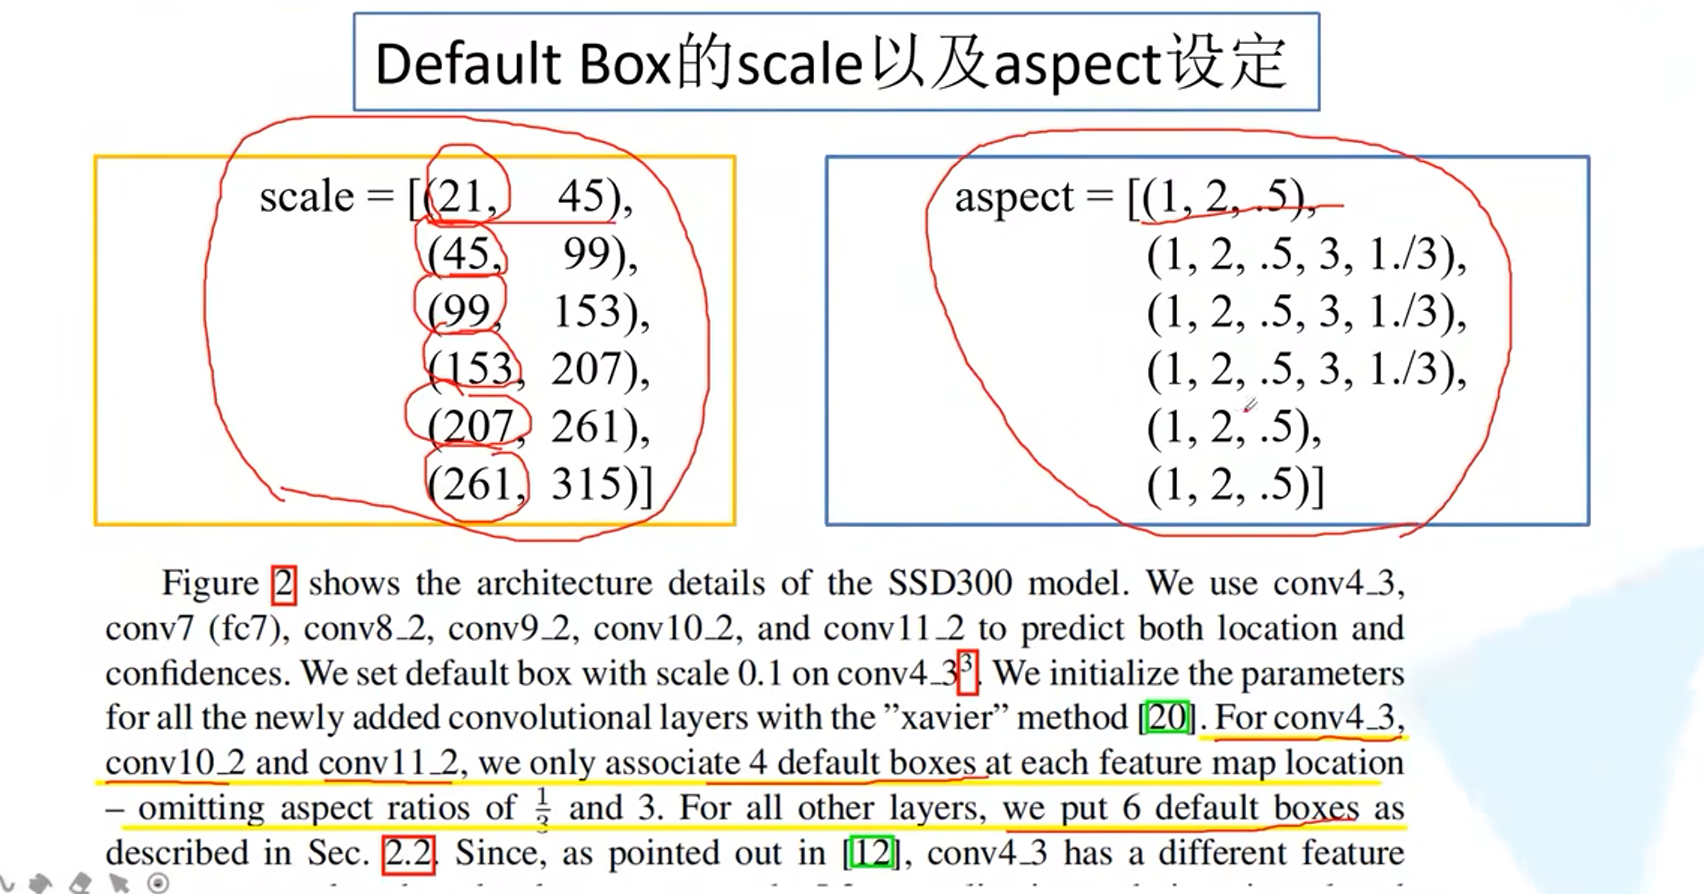 Default Box的scale以及aspect设定
scale = [(21, 45),
(45, 99),
(99, 153),
(153, 207),
(207, 261),
(261, 315)]
aspect = [(1, 2, .5),
(1, 2, .5, 3, 1./3),
(1, 2, .5, 3, 1./3),
(1, 2, .5, 3, 1./3),
(1, 2, .5),
(1, 2, .5)]
Figure 2 shows the architecture details of the SSD300 model. We use conv4_3,
conv7 (fc7), conv8_2, conv9_2, conv10_2, and conv11_2 to predict both location and
confidences. We set default box with scale 0.1 on conv4_3³. We initialize the parameters
for all the newly added convolutional layers with the ”xavier” method [20]. For conv4_3,
conv10_2 and conv11_2, we only associate 4 default boxes at each feature map location
– omitting aspect ratios of 1/3 and 3. For all other layers, we put 6 default boxes as
described in Sec. 2.2. Since, as pointed out in [12], conv4_3 has a different feature